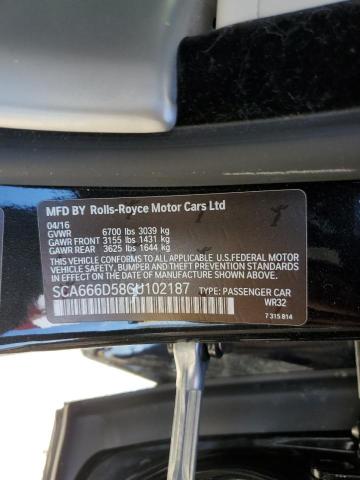 MFD BY Rolls-Royce Motor Cars Ltd
04/16
GVWR 6700 lbs 3039 kg
GAWR FRONT 3155 lbs 1431 kg
GAWR REAR 3625 lbs 1644 kg
THIS VEHICLE CONFORMS TO ALL APPLICABLE U.S.FEDERAL MOTOR
VEHICLE SAFETY, BUMPER, AND THEFT PREVENTION STANDARDS IN
EFFECT ON THE DATE OF MANUFACTURE SHOWN ABOVE.
SCA666D58GU102187 TYPE: PASSENGER CAR
WR32
7 315 814